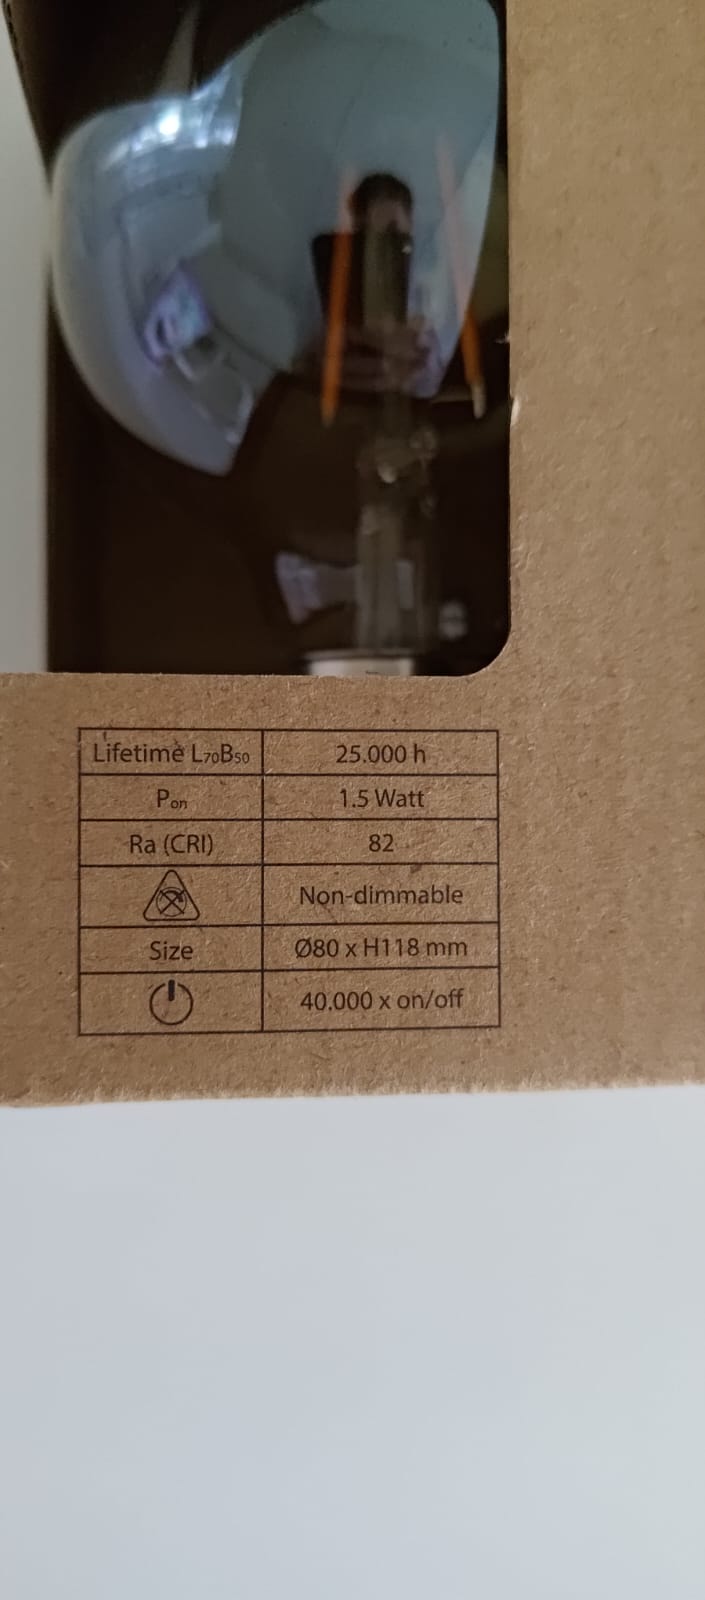 Lifetime L70B50 25.000 h
Pon 1.5 Watt
Ra (CRI) 82
Non-dimmable
Size Ø80 x H118 mm
40.000 x on/off